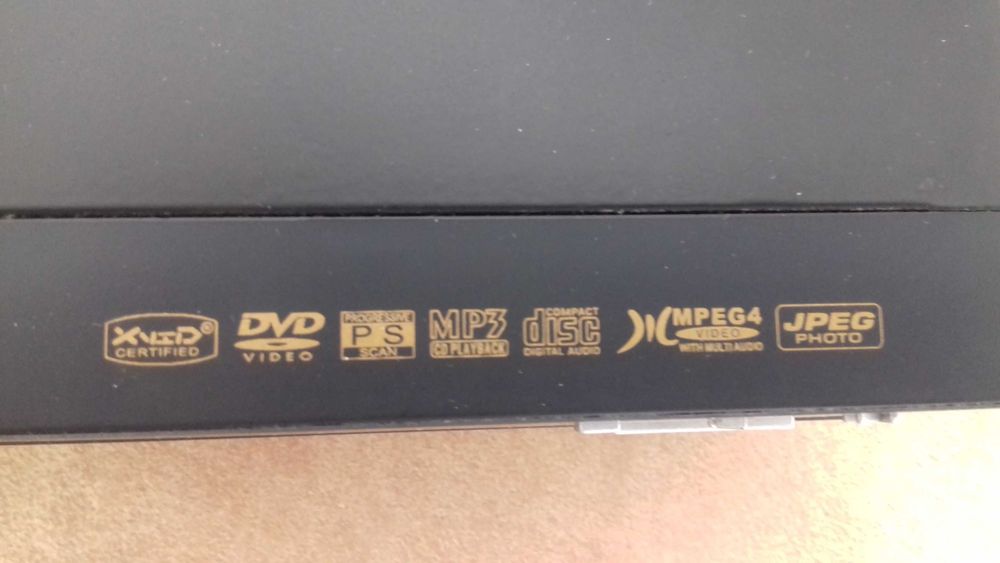 XviD®
CERTIFIED
DVD
VIDEO
PROGRESSIVE
PS
SCAN
MP3
CD PLAYBACK
COMPACT
disc
DIGITAL AUDIO
MPEG4
VIDEO
WITH MULTI AUDIO
JPEG
PHOTO